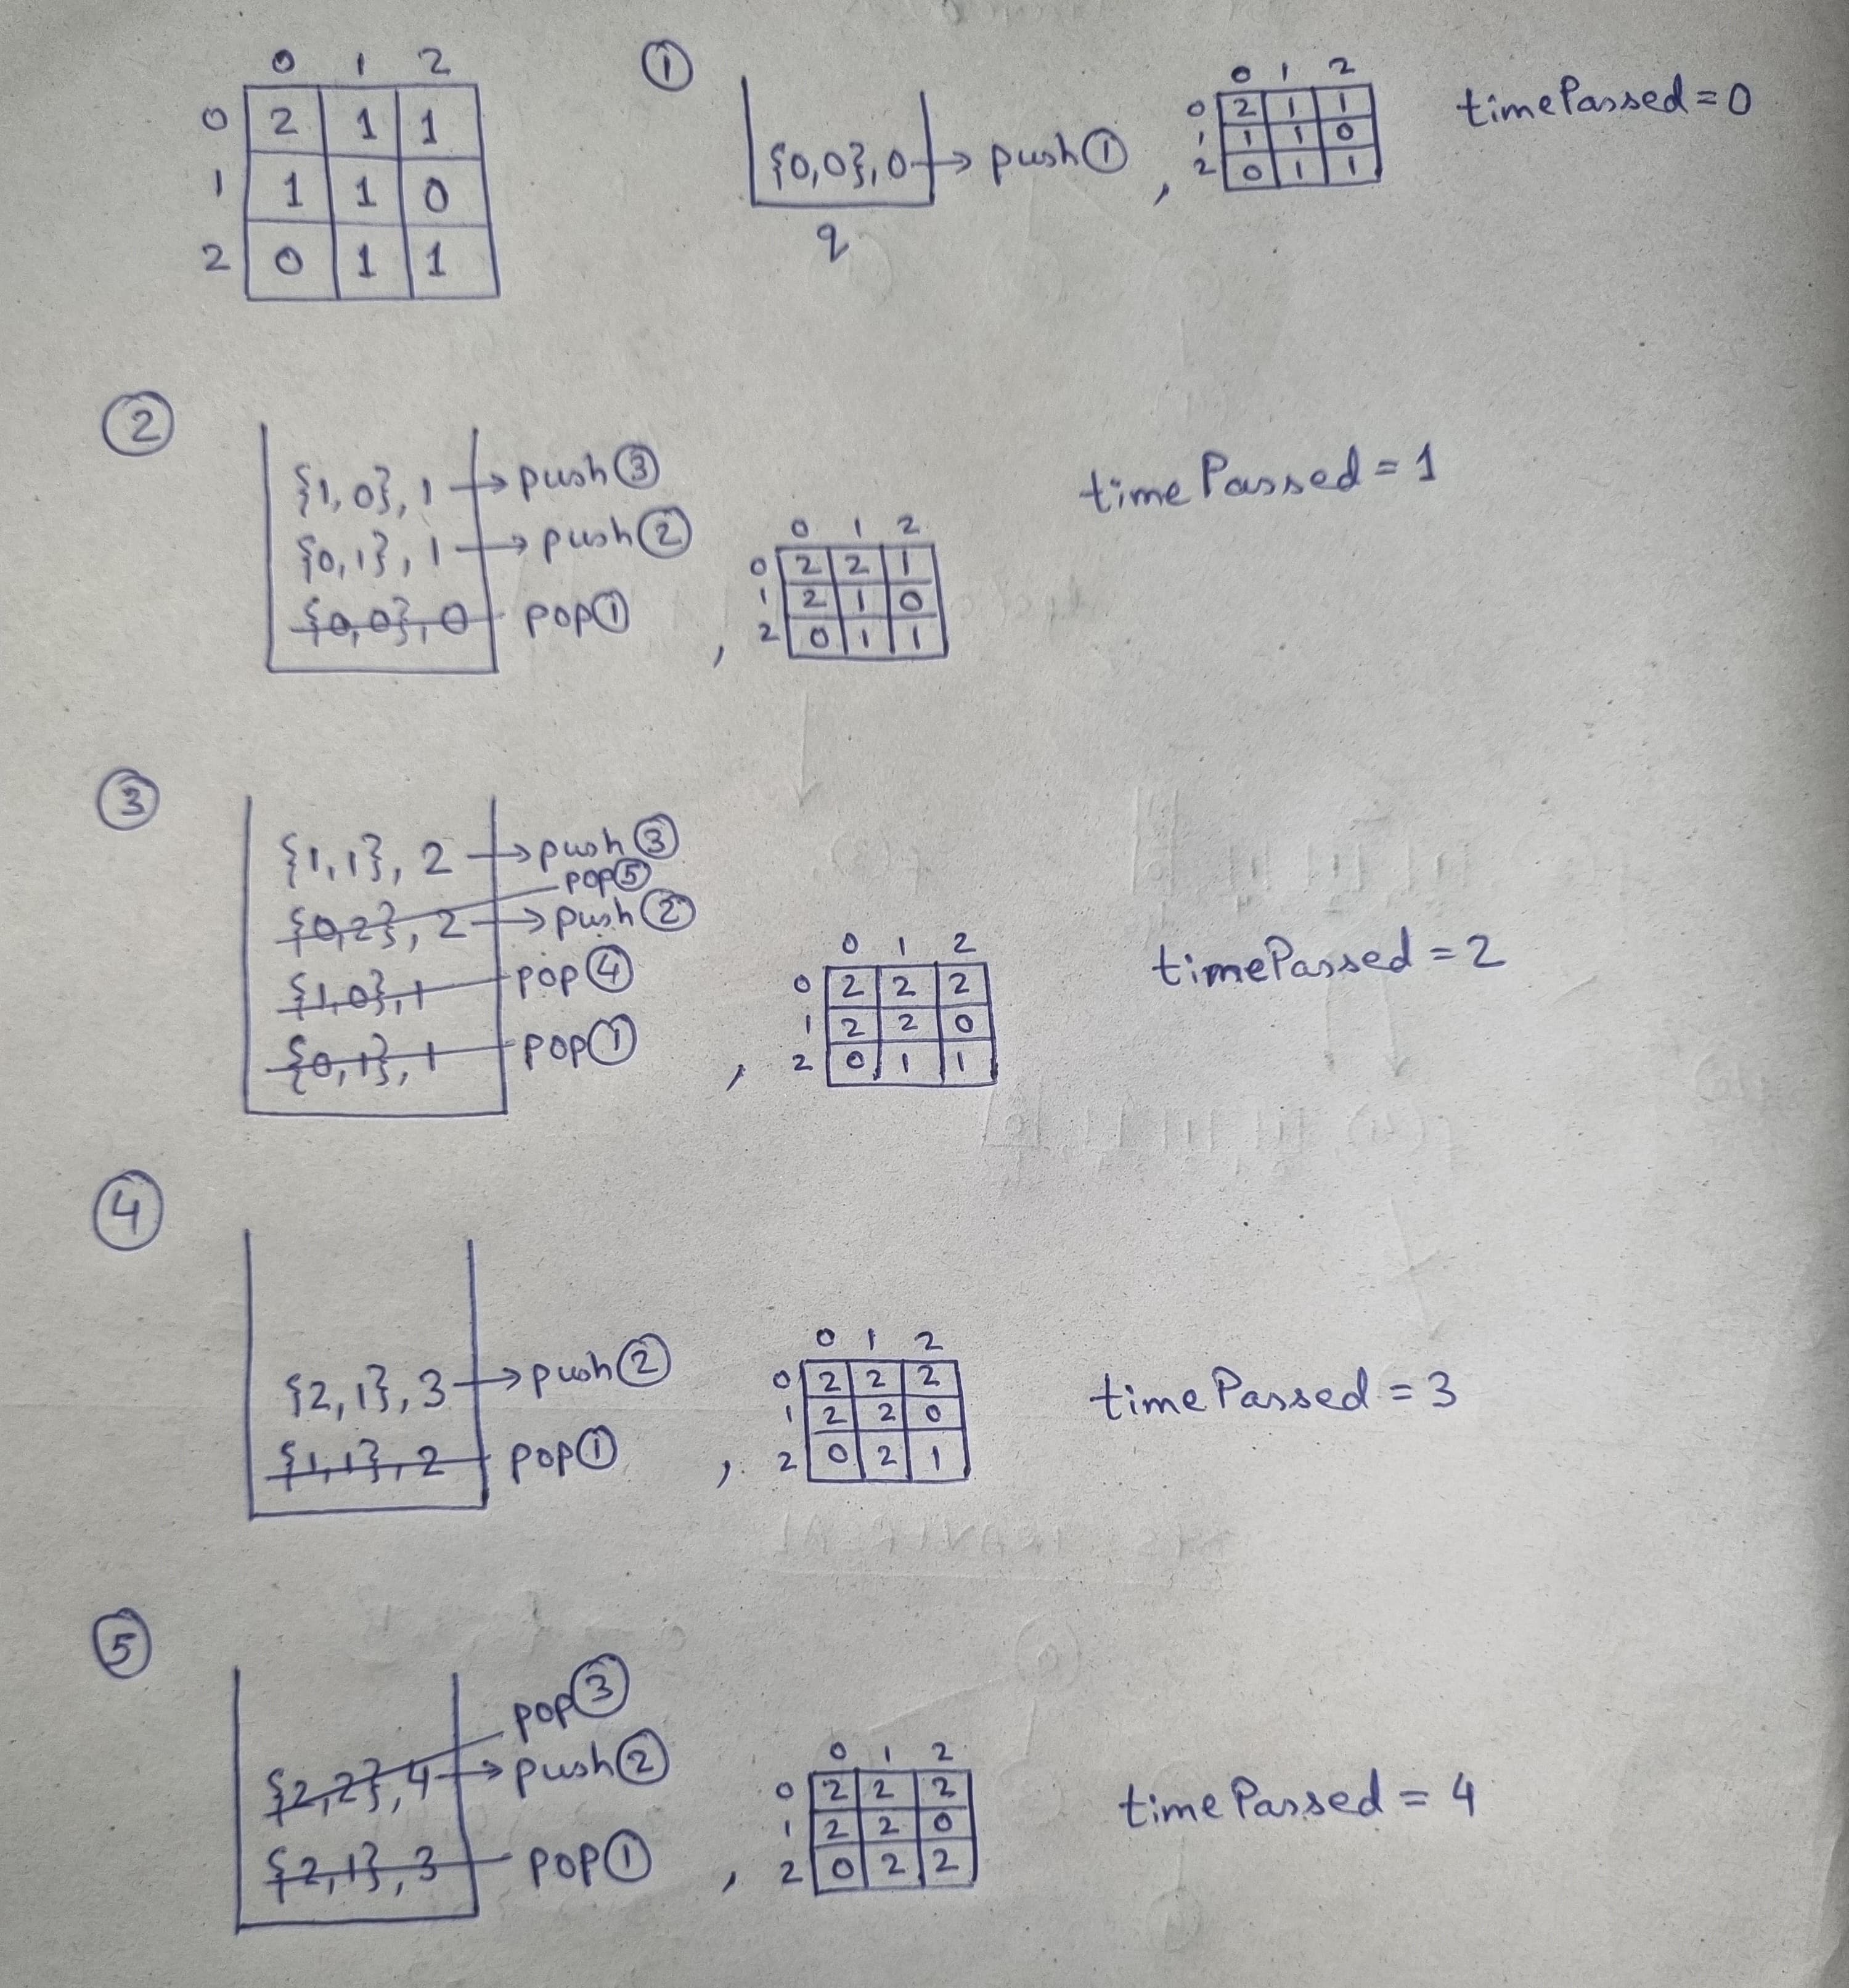 0 1 2
0 2 1 1
1 1 1 0
2 0 1 1
①
{0,0},0 → push①
q
,
0 1 2
0 2 1 1
1 1 1 0
2 0 1 1
timePassed=0
②
{1,0},1 → push③
{0,1},1 → push②
{0,0},0 pop①
,
0 1 2
0 2 2 1
1 2 1 0
2 0 1 1
timePassed=1
③
{1,1},2 → push③
pop⑤
{0,2},2 → push②
{1,0},1 pop④
{0,1},1 pop①
,
0 1 2
0 2 2 2
1 2 2 0
2 0 1 1
timePassed=2
④
{2,1},3 → push②
{1,1},2 pop①
,
0 1 2
0 2 2 2
1 2 2 0
2 0 2 1
timePassed=3
⑤
pop③
{2,2},4 → push②
{2,1},3 pop①
,
0 1 2
0 2 2 2
1 2 2 0
2 0 2 2
timePassed=4